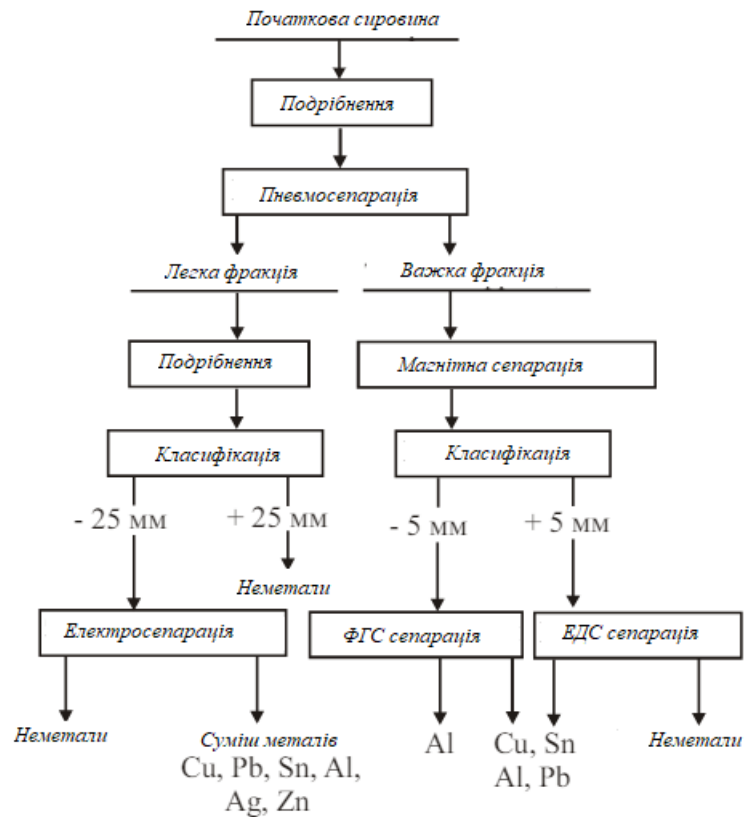 Початкова сировина
Подрібнення
Пневмосепарація
Легка фракція
Важка фракція
Подрібнення
Магнітна сепарація
Класифікація
Класифікація
- 25 мм
+ 25 мм
- 5 мм
+ 5 мм
Неметали
Електросепарація
ФГС сепарація
ЕДС сепарація
Неметали
Суміш металів
Cu, Pb, Sn, Al,
Ag, Zn
Al
Cu, Sn
Al, Pb
Неметали